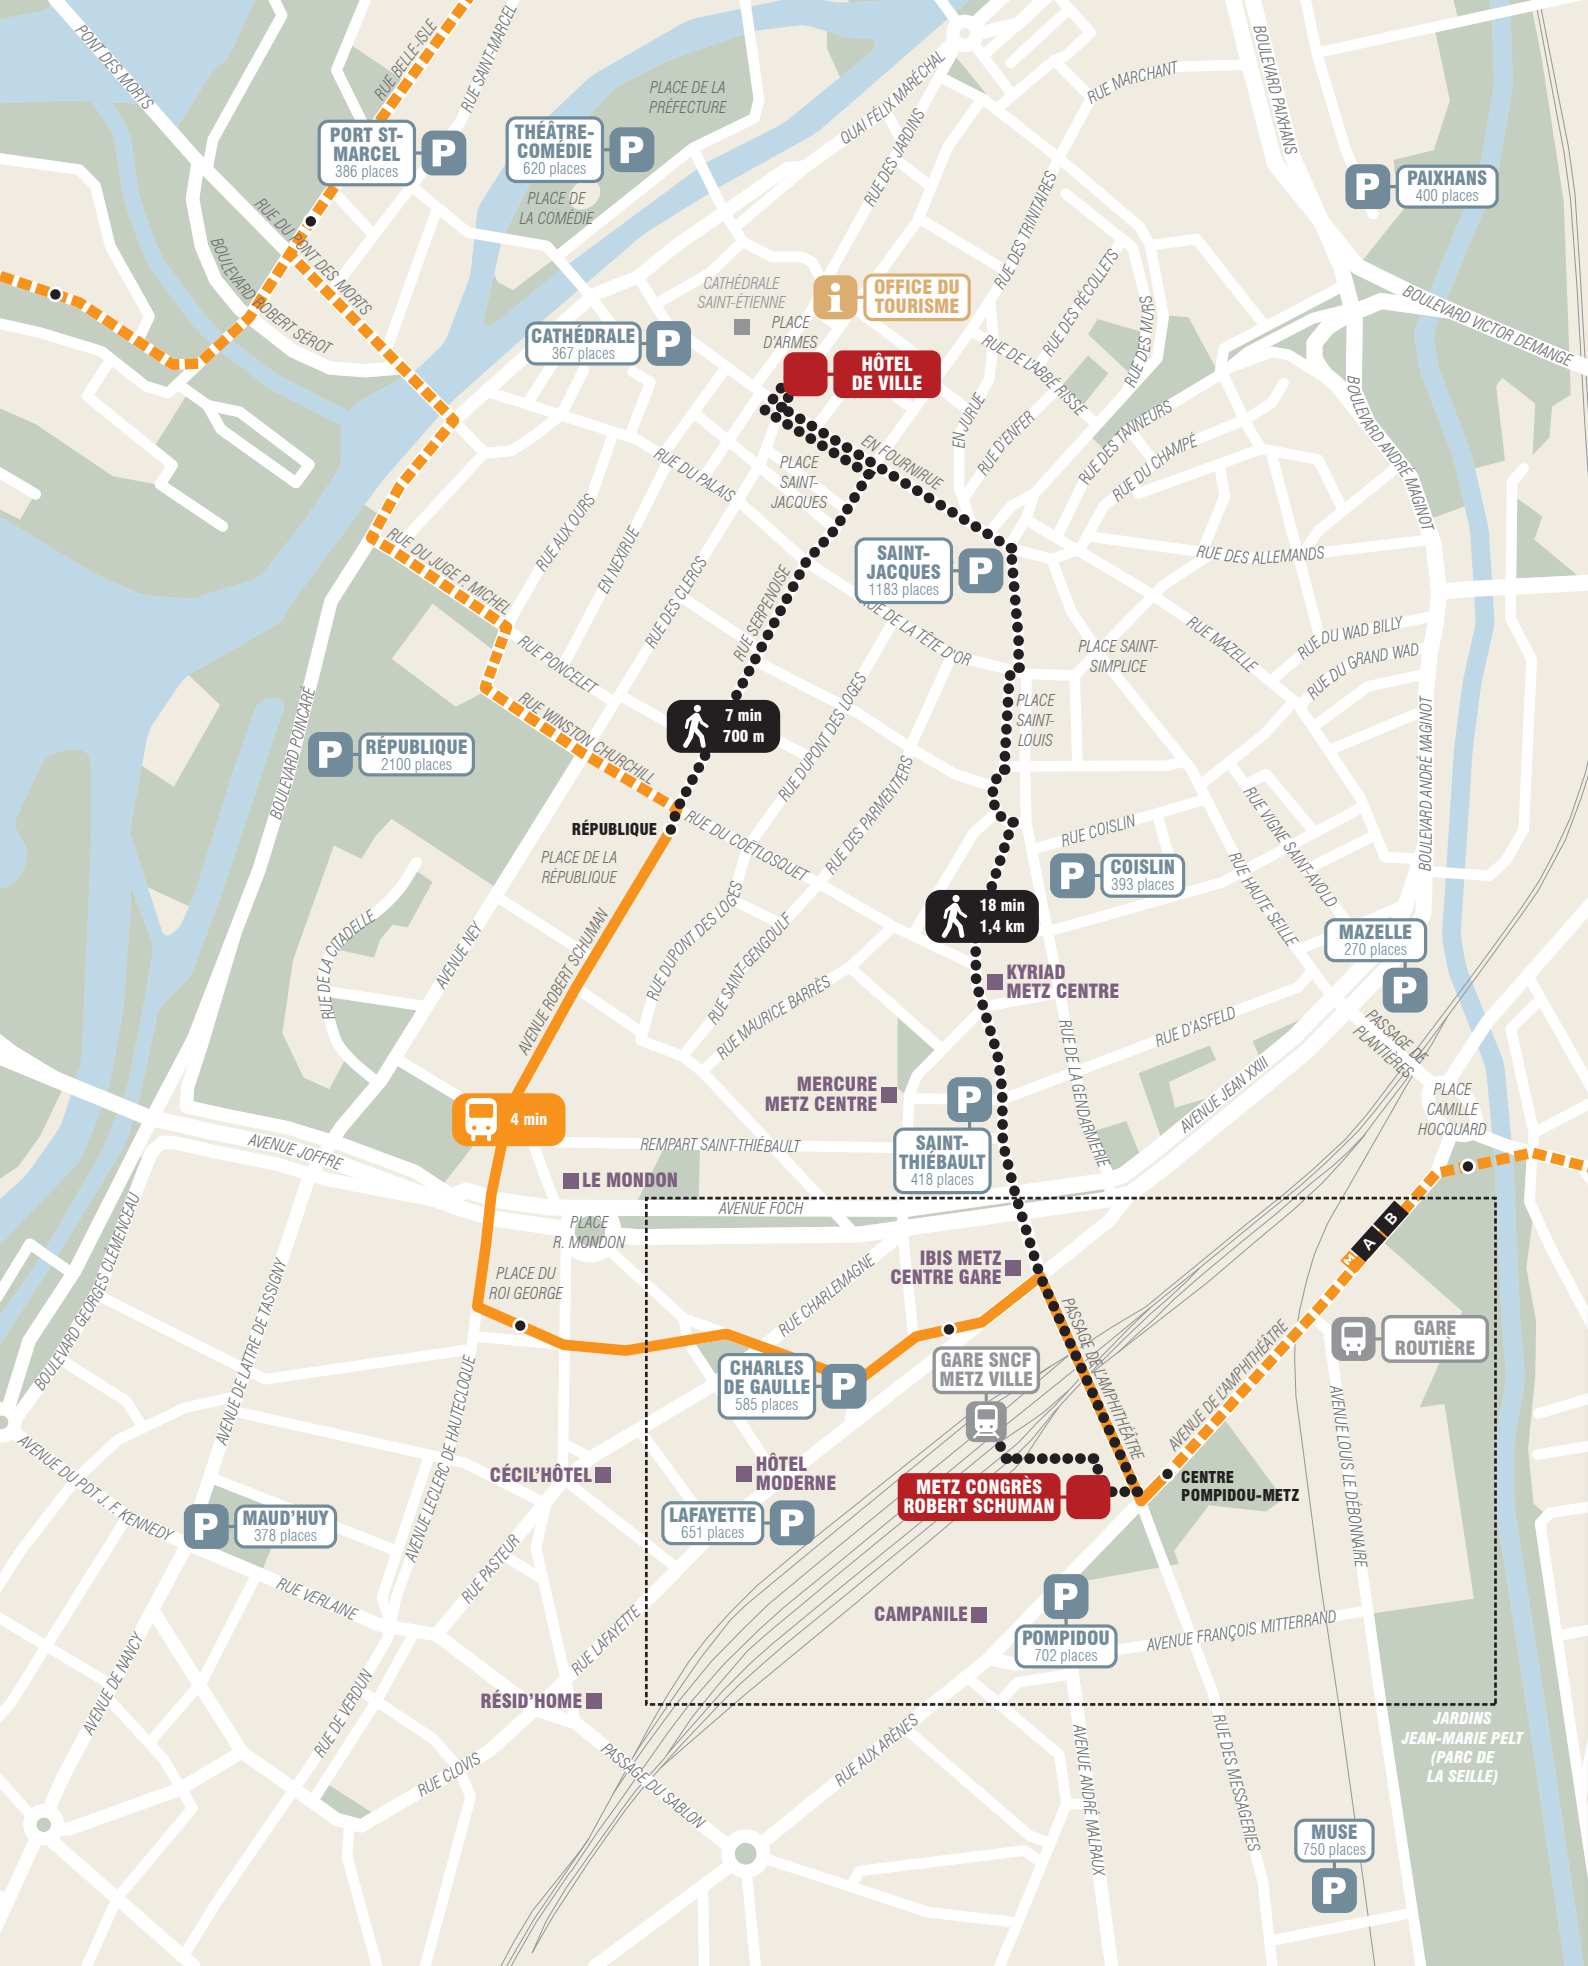 PONT DES MORTS
RUE BELLE-ISLE
RUE SAINT-MARCEL
PLACE DE LA
PRÉFECTURE
QUAI FÉLIX MARÉCHAL
RUE MARCHANT
BOULEVARD PAIXHANS
PORT ST-
MARCEL
386 places
P
THÉÂTRE-
COMÉDIE
620 places
P
PLACE DE
LA COMÉDIE
RUE DES JARDINS
RUE DES TRINITAIRES
P
PAIXHANS
400 places
RUE DU PONT DES MORTS
BOULEVARD ROBERT SÉROT
CATHÉDRALE
SAINT-ÉTIENNE
OFFICE DU
TOURISME
PLACE
D'ARMES
CATHÉDRALE
367 places
P
HÔTEL
DE VILLE
RUE DES RÉCOLLETS
RUE DES MURS
RUE DE L'ABBÉ RISSE
BOULEVARD VICTOR DEMANGE
BOULEVARD ANDRÉ MAGINOT
EN JURUE
RUE D'ENFER
RUE DES TANNEURS
RUE DU CHAMPÉ
EN FOURNIRUE
RUE DU PALAIS
PLACE
SAINT-
JACQUES
RUE AUX OURS
EN NEXIRUE
RUE DES CLERCS
RUE SERPENOISE
RUE DU JUGE P. MICHEL
SAINT-
JACQUES
1183 places
P
RUE DES ALLEMANDS
RUE DE LA TÊTE D'OR
PLACE SAINT-
SIMPLICE
RUE MAZELLE
RUE DU WAD BILLY
RUE DU GRAND WAD
RUE PONCELET
RUE WINSTON CHURCHILL
BOULEVARD POINCARÉ
7 min
700 m
PLACE
SAINT-
LOUIS
RUE DUPONT DES LOGES
BOULEVARD ANDRÉ MAGINOT
P
RÉPUBLIQUE
2100 places
RUE DES PARMENTIERS
RÉPUBLIQUE
RUE DU COËTLOSQUET
PLACE DE LA
RÉPUBLIQUE
RUE COISLIN
RUE VIGNE SAINT-AVOLD
RUE HAUTE SEILLE
P
COISLIN
393 places
18 min
1,4 km
MAZELLE
270 places
P
RUE DE LA CITADELLE
AVENUE NEY
AVENUE ROBERT SCHUMAN
RUE DUPONT DES LOGES
RUE SAINT-GENGOULF
RUE MAURICE BARRÈS
KYRIAD
METZ CENTRE
RUE D'ASFELD
RUE DE LA GENDARMERIE
PASSAGE DE
PLANTIÈRES
AVENUE JEAN XXIII
PLACE
CAMILLE
HOCQUARD
MERCURE
METZ CENTRE
P
SAINT-
THIÉBAULT
418 places
4 min
REMPART SAINT-THIÉBAULT
AVENUE JOFFRE
LE MONDON
AVENUE FOCH
PLACE
R. MONDON
PLACE DU
ROI GEORGE
BOULEVARD GEORGES CLÉMENCEAU
AVENUE DE LATTRE DE TASSIGNY
RUE CHARLEMAGNE
IBIS METZ
CENTRE GARE
PASSAGE DE L'AMPHITHÉÂTRE
M A B
AVENUE DE L'AMPHITHÉÂTRE
GARE
ROUTIÈRE
CHARLES
DE GAULLE
585 places
P
GARE SNCF
METZ VILLE
AVENUE LOUIS LE DÉBONNAIRE
AVENUE LECLERC DE HAUTECLOQUE
AVENUE DU PDT J. F. KENNEDY
CÉCIL'HÔTEL
HÔTEL
MODERNE
METZ CONGRÈS
ROBERT SCHUMAN
CENTRE
POMPIDOU-METZ
P
MAUD'HUY
378 places
LAFAYETTE
651 places
P
RUE VERLAINE
RUE PASTEUR
RUE LAFAYETTE
CAMPANILE
P
POMPIDOU
702 places
AVENUE FRANÇOIS MITTERRAND
AVENUE DE NANCY
RUE DE VERDUN
RÉSID'HOME
RUE CLOVIS
PASSAGE DU SABLON
RUE AUX ARÈNES
AVENUE ANDRÉ MALRAUX
RUE DES MESSAGERIES
JARDINS
JEAN-MARIE PELT
(PARC DE
LA SEILLE)
MUSE
750 places
P